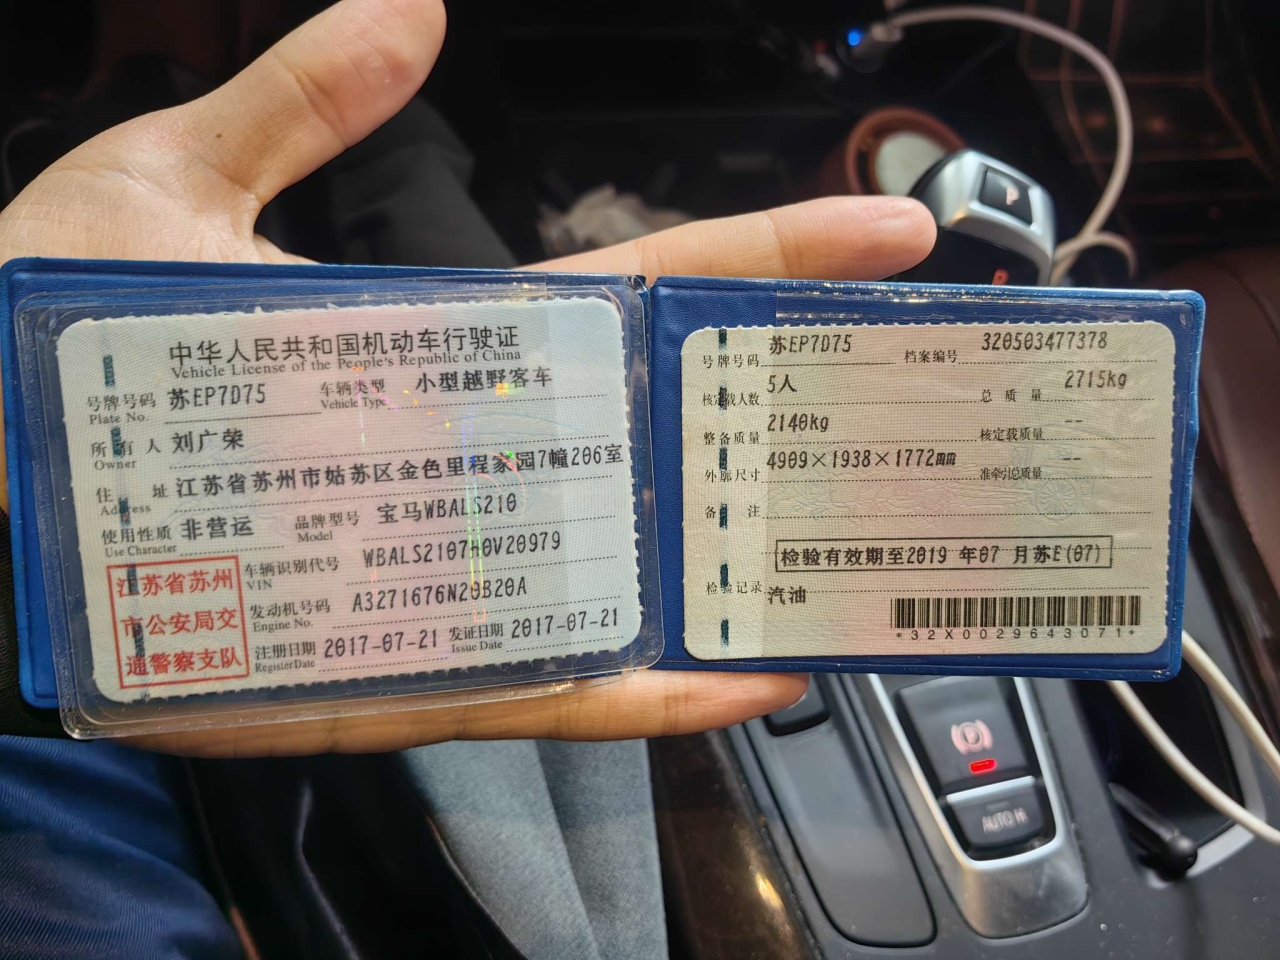 中华人民共和国机动车行驶证
Vehicle License of the People's Republic of China
号牌号码 Plate No. 苏EP7D75 车辆类型 Vehicle Type 小型越野客车
所有人 Owner 刘广荣
住址 Address 江苏省苏州市姑苏区金色里程家园7幢206室
使用性质 Use Character 非营运 品牌型号 Model 宝马WBALS210
车辆识别代号 VIN WBALS2107H0V20979
发动机号码 Engine No. A3271676N20B20A
注册日期 Register Date 2017-07-21 发证日期 Issue Date 2017-07-21
江苏省苏州
市公安局交
通警察支队
号牌号码 苏EP7D75 档案编号 320503477378
核定载人数 5人 总质量 2715kg
整备质量 2140kg 核定载质量 --
外廓尺寸 4909×1938×1772mm 准牵引总质量 --
备注
检验有效期至2019 年07 月苏E(07)
检验记录 汽油
*32X0029643071*
P
R
P
AUTO H